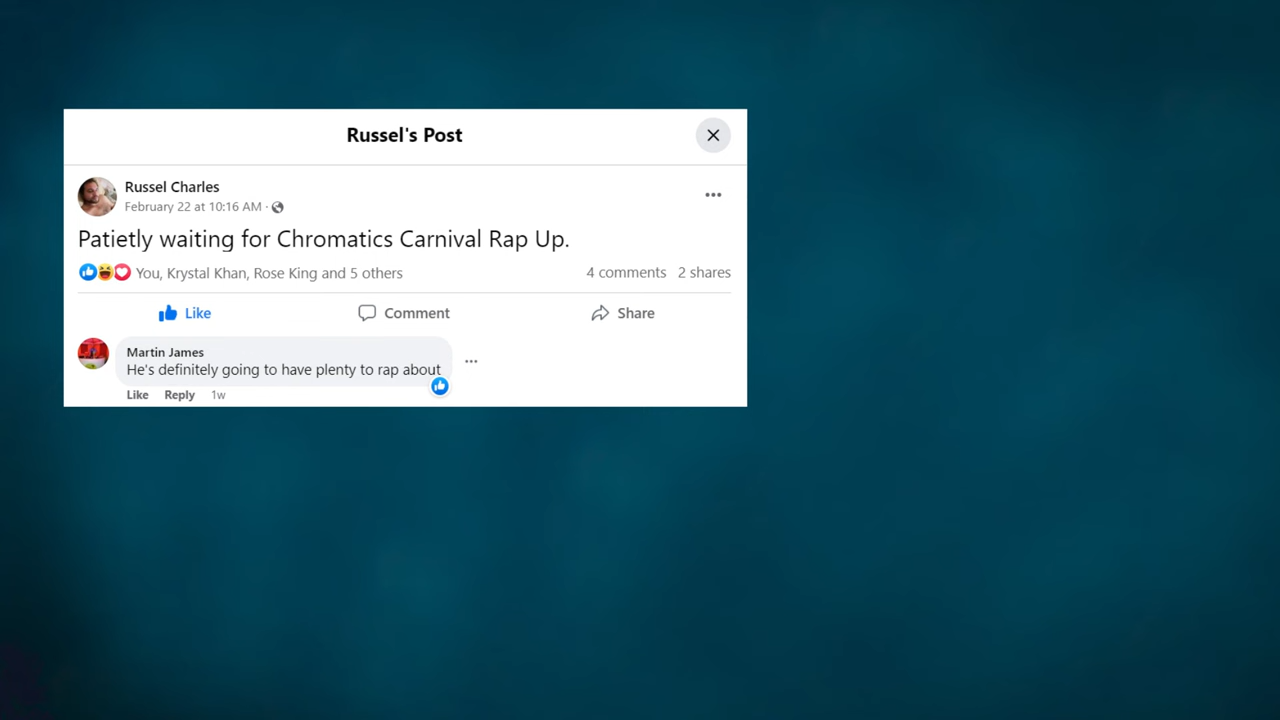 Russel's Post
Russel Charles
February 22 at 10:16 AM ·
Patietly waiting for Chromatics Carnival Rap Up.
You, Krystal Khan, Rose King and 5 others 4 comments 2 shares
Like Comment Share
Martin James
He's definitely going to have plenty to rap about
Like Reply 1w